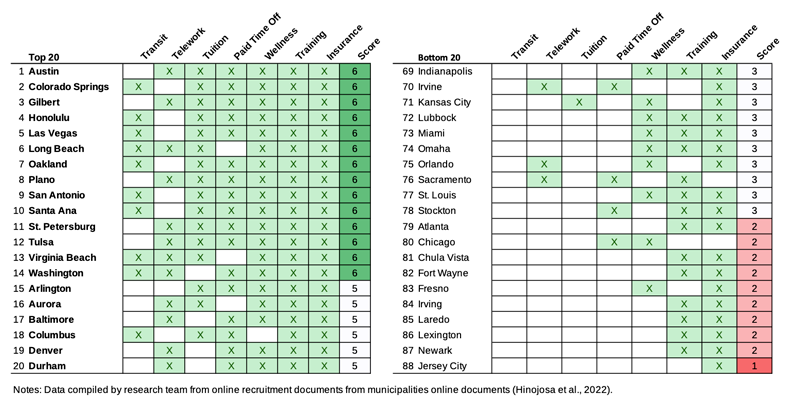 Top 20 Transit Telework Tuition Paid Time Off Wellness Training Insurance Score
1 Austin X X X X X X 6
2 Colorado Springs X X X X X X 6
3 Gilbert X X X X X X 6
4 Honolulu X X X X X X 6
5 Las Vegas X X X X X X 6
6 Long Beach X X X X X X 6
7 Oakland X X X X X X 6
8 Plano X X X X X X 6
9 San Antonio X X X X X X 6
10 Santa Ana X X X X X X 6
11 St. Petersburg X X X X X X 6
12 Tulsa X X X X X X 6
13 Virginia Beach X X X X X X 6
14 Washington X X X X X X 6
15 Arlington X X X X X 5
16 Aurora X X X X X 5
17 Baltimore X X X X X 5
18 Columbus X X X X X 5
19 Denver X X X X X 5
20 Durham X X X X X 5
Bottom 20 Transit Telework Tuition Paid Time Off Wellness Training Insurance Score
69 Indianapolis X X X 3
70 Irvine X X X 3
71 Kansas City X X X 3
72 Lubbock X X X 3
73 Miami X X X 3
74 Omaha X X X 3
75 Orlando X X X 3
76 Sacramento X X X 3
77 St. Louis X X X 3
78 Stockton X X X 3
79 Atlanta X X 2
80 Chicago X X 2
81 Chula Vista X X 2
82 Fort Wayne X X 2
83 Fresno X X 2
84 Irving X X 2
85 Laredo X X 2
86 Lexington X X 2
87 Newark X X 2
88 Jersey City X 1
Notes: Data compiled by research team from online recruitment documents from municipalities online documents (Hinojosa et al., 2022).